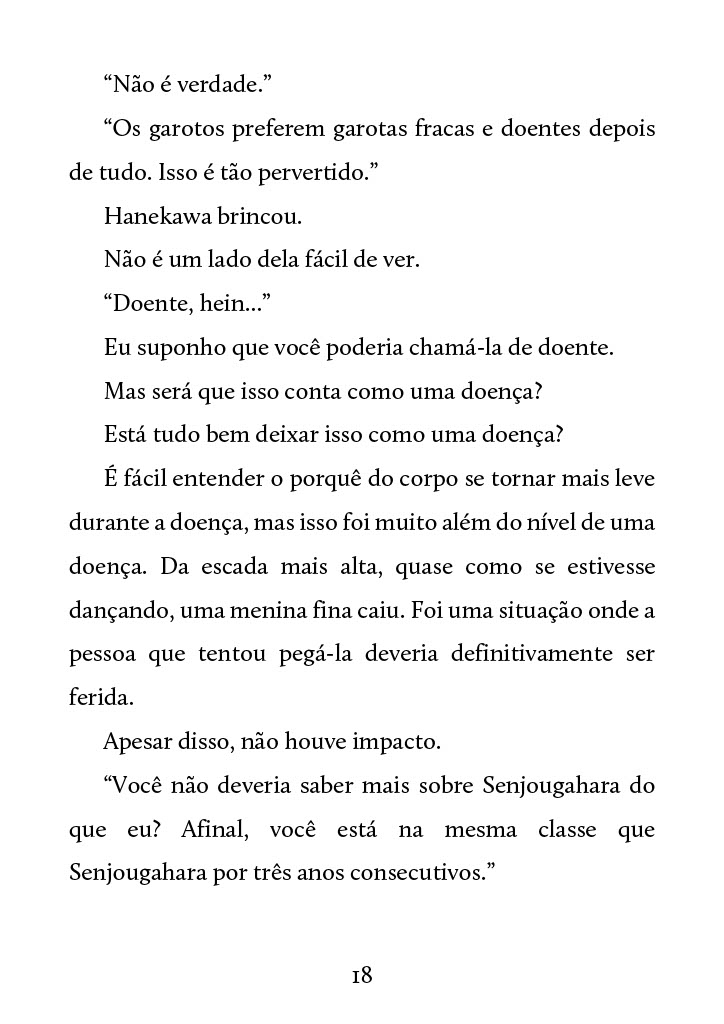 “Não é verdade.”
“Os garotos preferem garotas fracas e doentes depois
de tudo. Isso é tão pervertido.”
Hanekawa brincou.
Não é um lado dela fácil de ver.
“Doente, hein...”
Eu suponho que você poderia chamá-la de doente.
Mas será que isso conta como uma doença?
Está tudo bem deixar isso como uma doença?
É fácil entender o porquê do corpo se tornar mais leve
durante a doença, mas isso foi muito além do nível de uma
doença. Da escada mais alta, quase como se estivesse
dançando, uma menina fina caiu. Foi uma situação onde a
pessoa que tentou pegá-la deveria definitivamente ser
ferida.
Apesar disso, não houve impacto.
“Você não deveria saber mais sobre Senjougahara do
que eu? Afinal, você está na mesma classe que
Senjougahara por três anos consecutivos.”
18